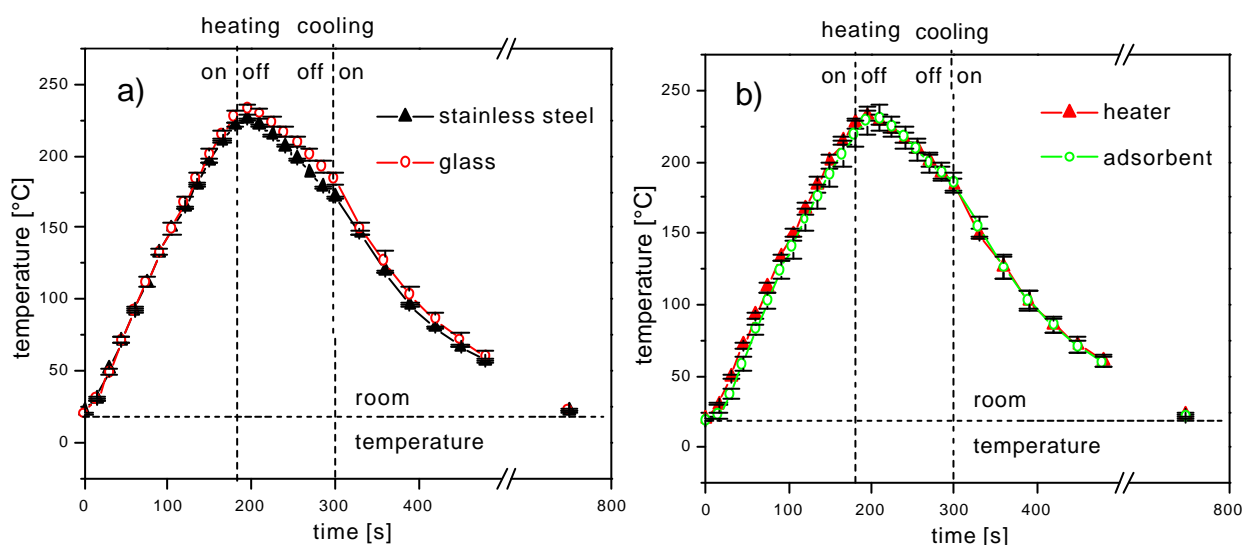 heating cooling
on off off on
a)
stainless steel
glass
250
200
150
100
50
0
temperature [°C]
room
temperature
0 100 200 300 400 800
time [s]
heating cooling
on off off on
b)
heater
adsorbent
250
200
150
100
50
0
temperature [°C]
room
temperature
0 100 200 300 400 800
time [s]